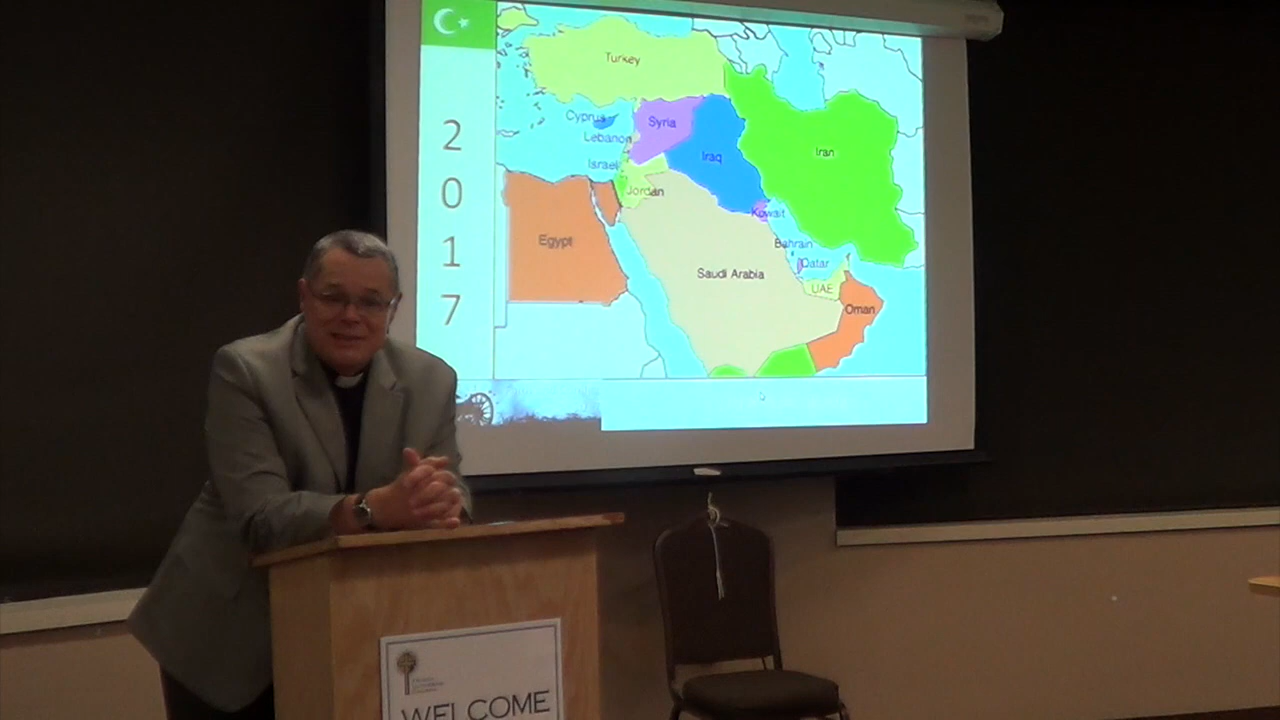 2
0
1
7
Turkey
Cyprus
Syria
Lebanon
Iraq
Iran
Israel
Jordan
Kuwait
Egypt
Bahrain
Qatar
Saudi Arabia
UAE
Oman
WELCOME